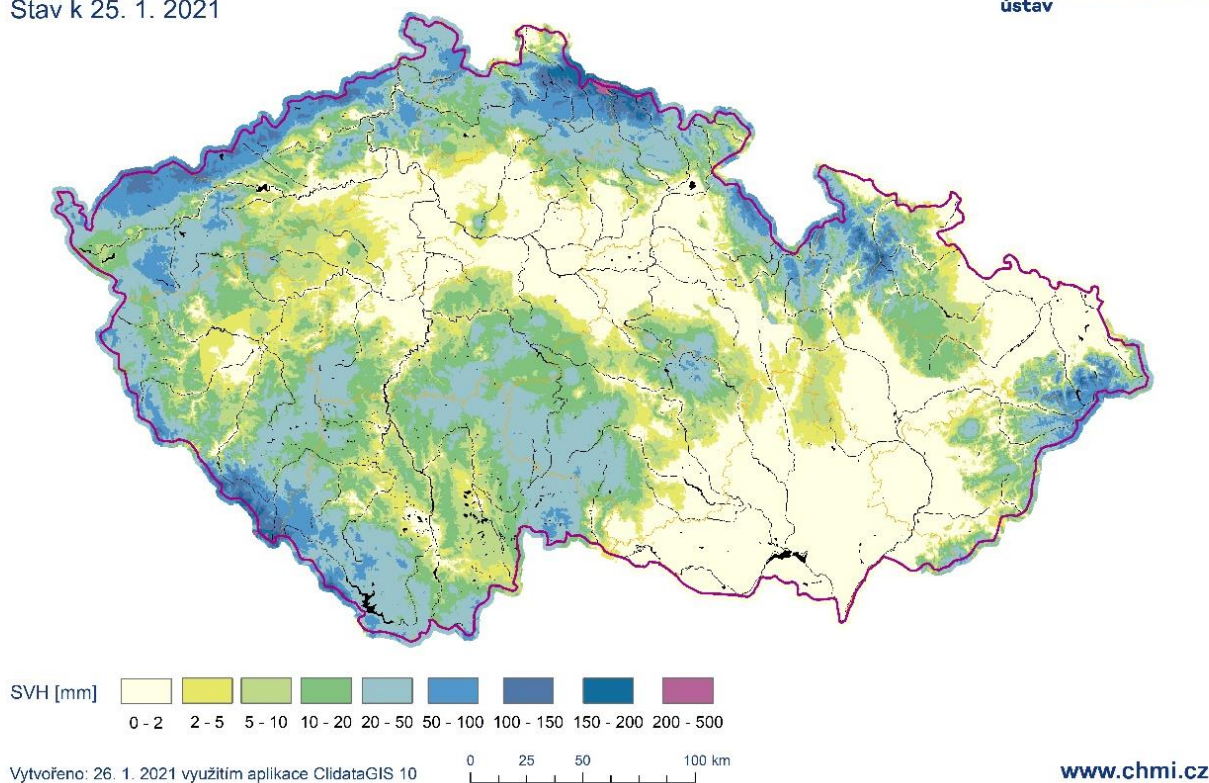 Stav k 25. 1. 2021
ústav
SVH [mm]
0 - 2 2 - 5 5 - 10 10 - 20 20 - 50 50 - 100 100 - 150 150 - 200 200 - 500
0 25 50 100 km
Vytvořeno: 26. 1. 2021 využitím aplikace ClidataGIS 10
www.chmi.cz